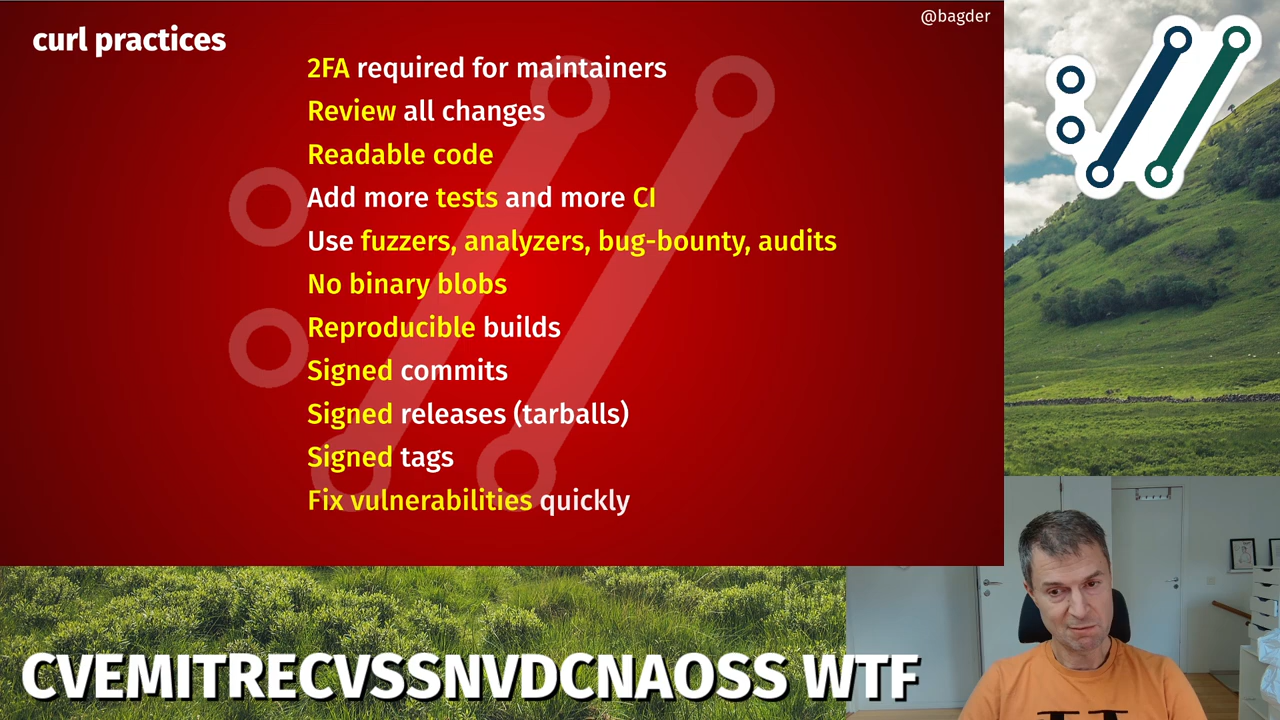 @bagder
curl practices
2FA required for maintainers
Review all changes
Readable code
Add more tests and more CI
Use fuzzers, analyzers, bug-bounty, audits
No binary blobs
Reproducible builds
Signed commits
Signed releases (tarballs)
Signed tags
Fix vulnerabilities quickly
CVEMITRECVSSNVDCNAOSS WTF